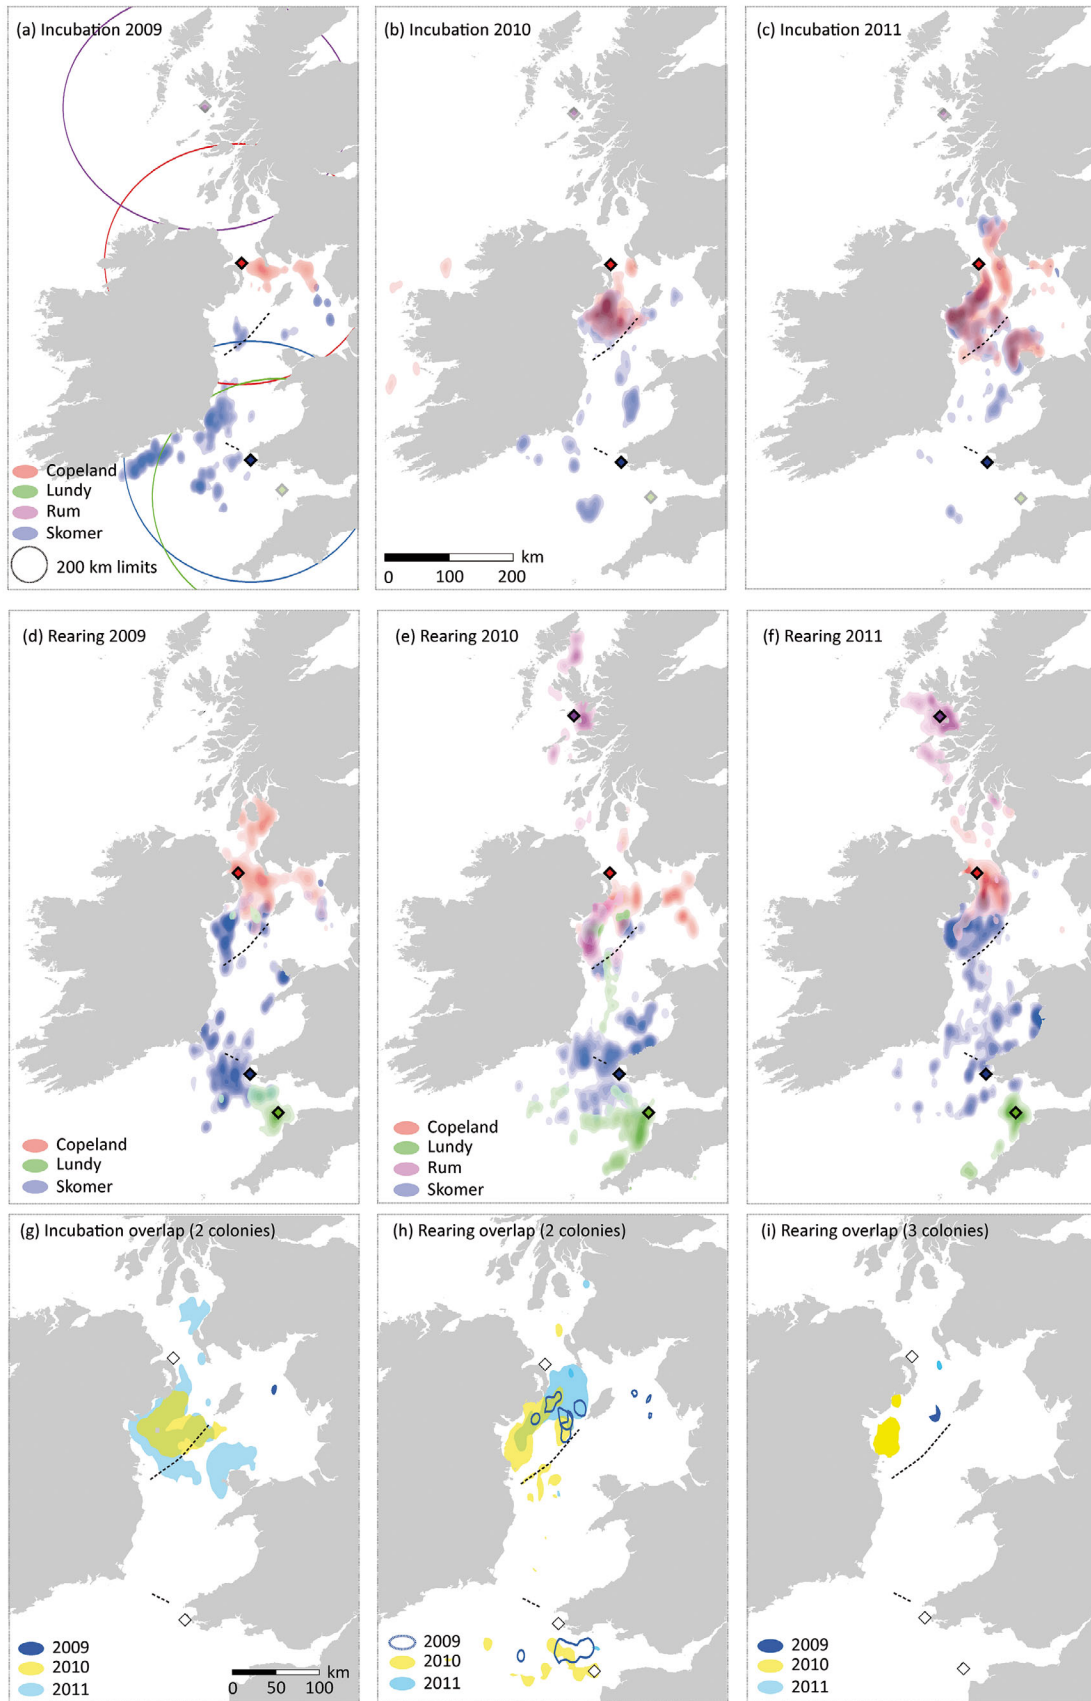 (a) Incubation 2009
(b) Incubation 2010
(c) Incubation 2011
Copeland
Lundy
Rum
Skomer
200 km limits
km
0 100 200
(d) Rearing 2009
(e) Rearing 2010
(f) Rearing 2011
Copeland
Lundy
Skomer
Copeland
Lundy
Rum
Skomer
(g) Incubation overlap (2 colonies)
(h) Rearing overlap (2 colonies)
(i) Rearing overlap (3 colonies)
2009
2010
2011
km
0 50 100
2009
2010
2011
2009
2010
2011